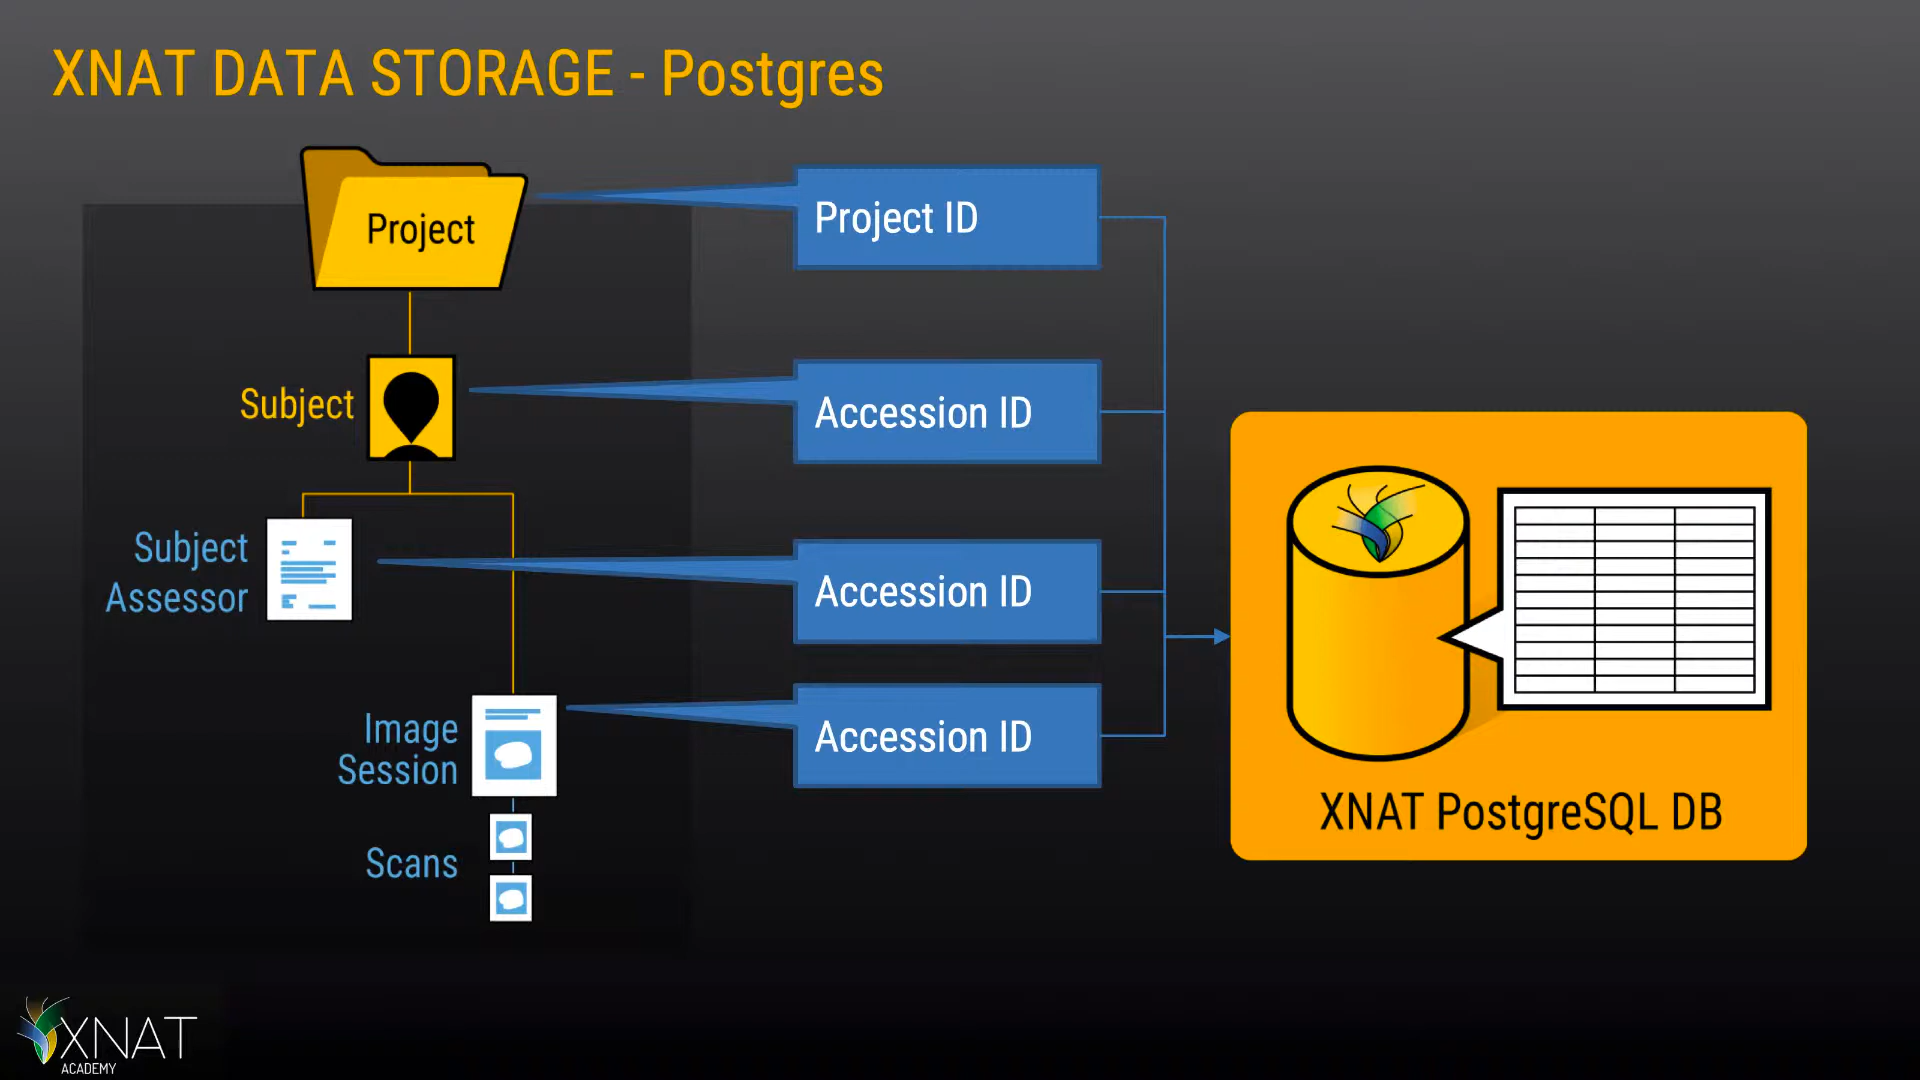 XNAT DATA STORAGE - Postgres
Project
Project ID
Subject
Accession ID
Subject
Assessor
Accession ID
Image
Session
Accession ID
Scans
XNAT PostgreSQL DB
XNAT
ACADEMY